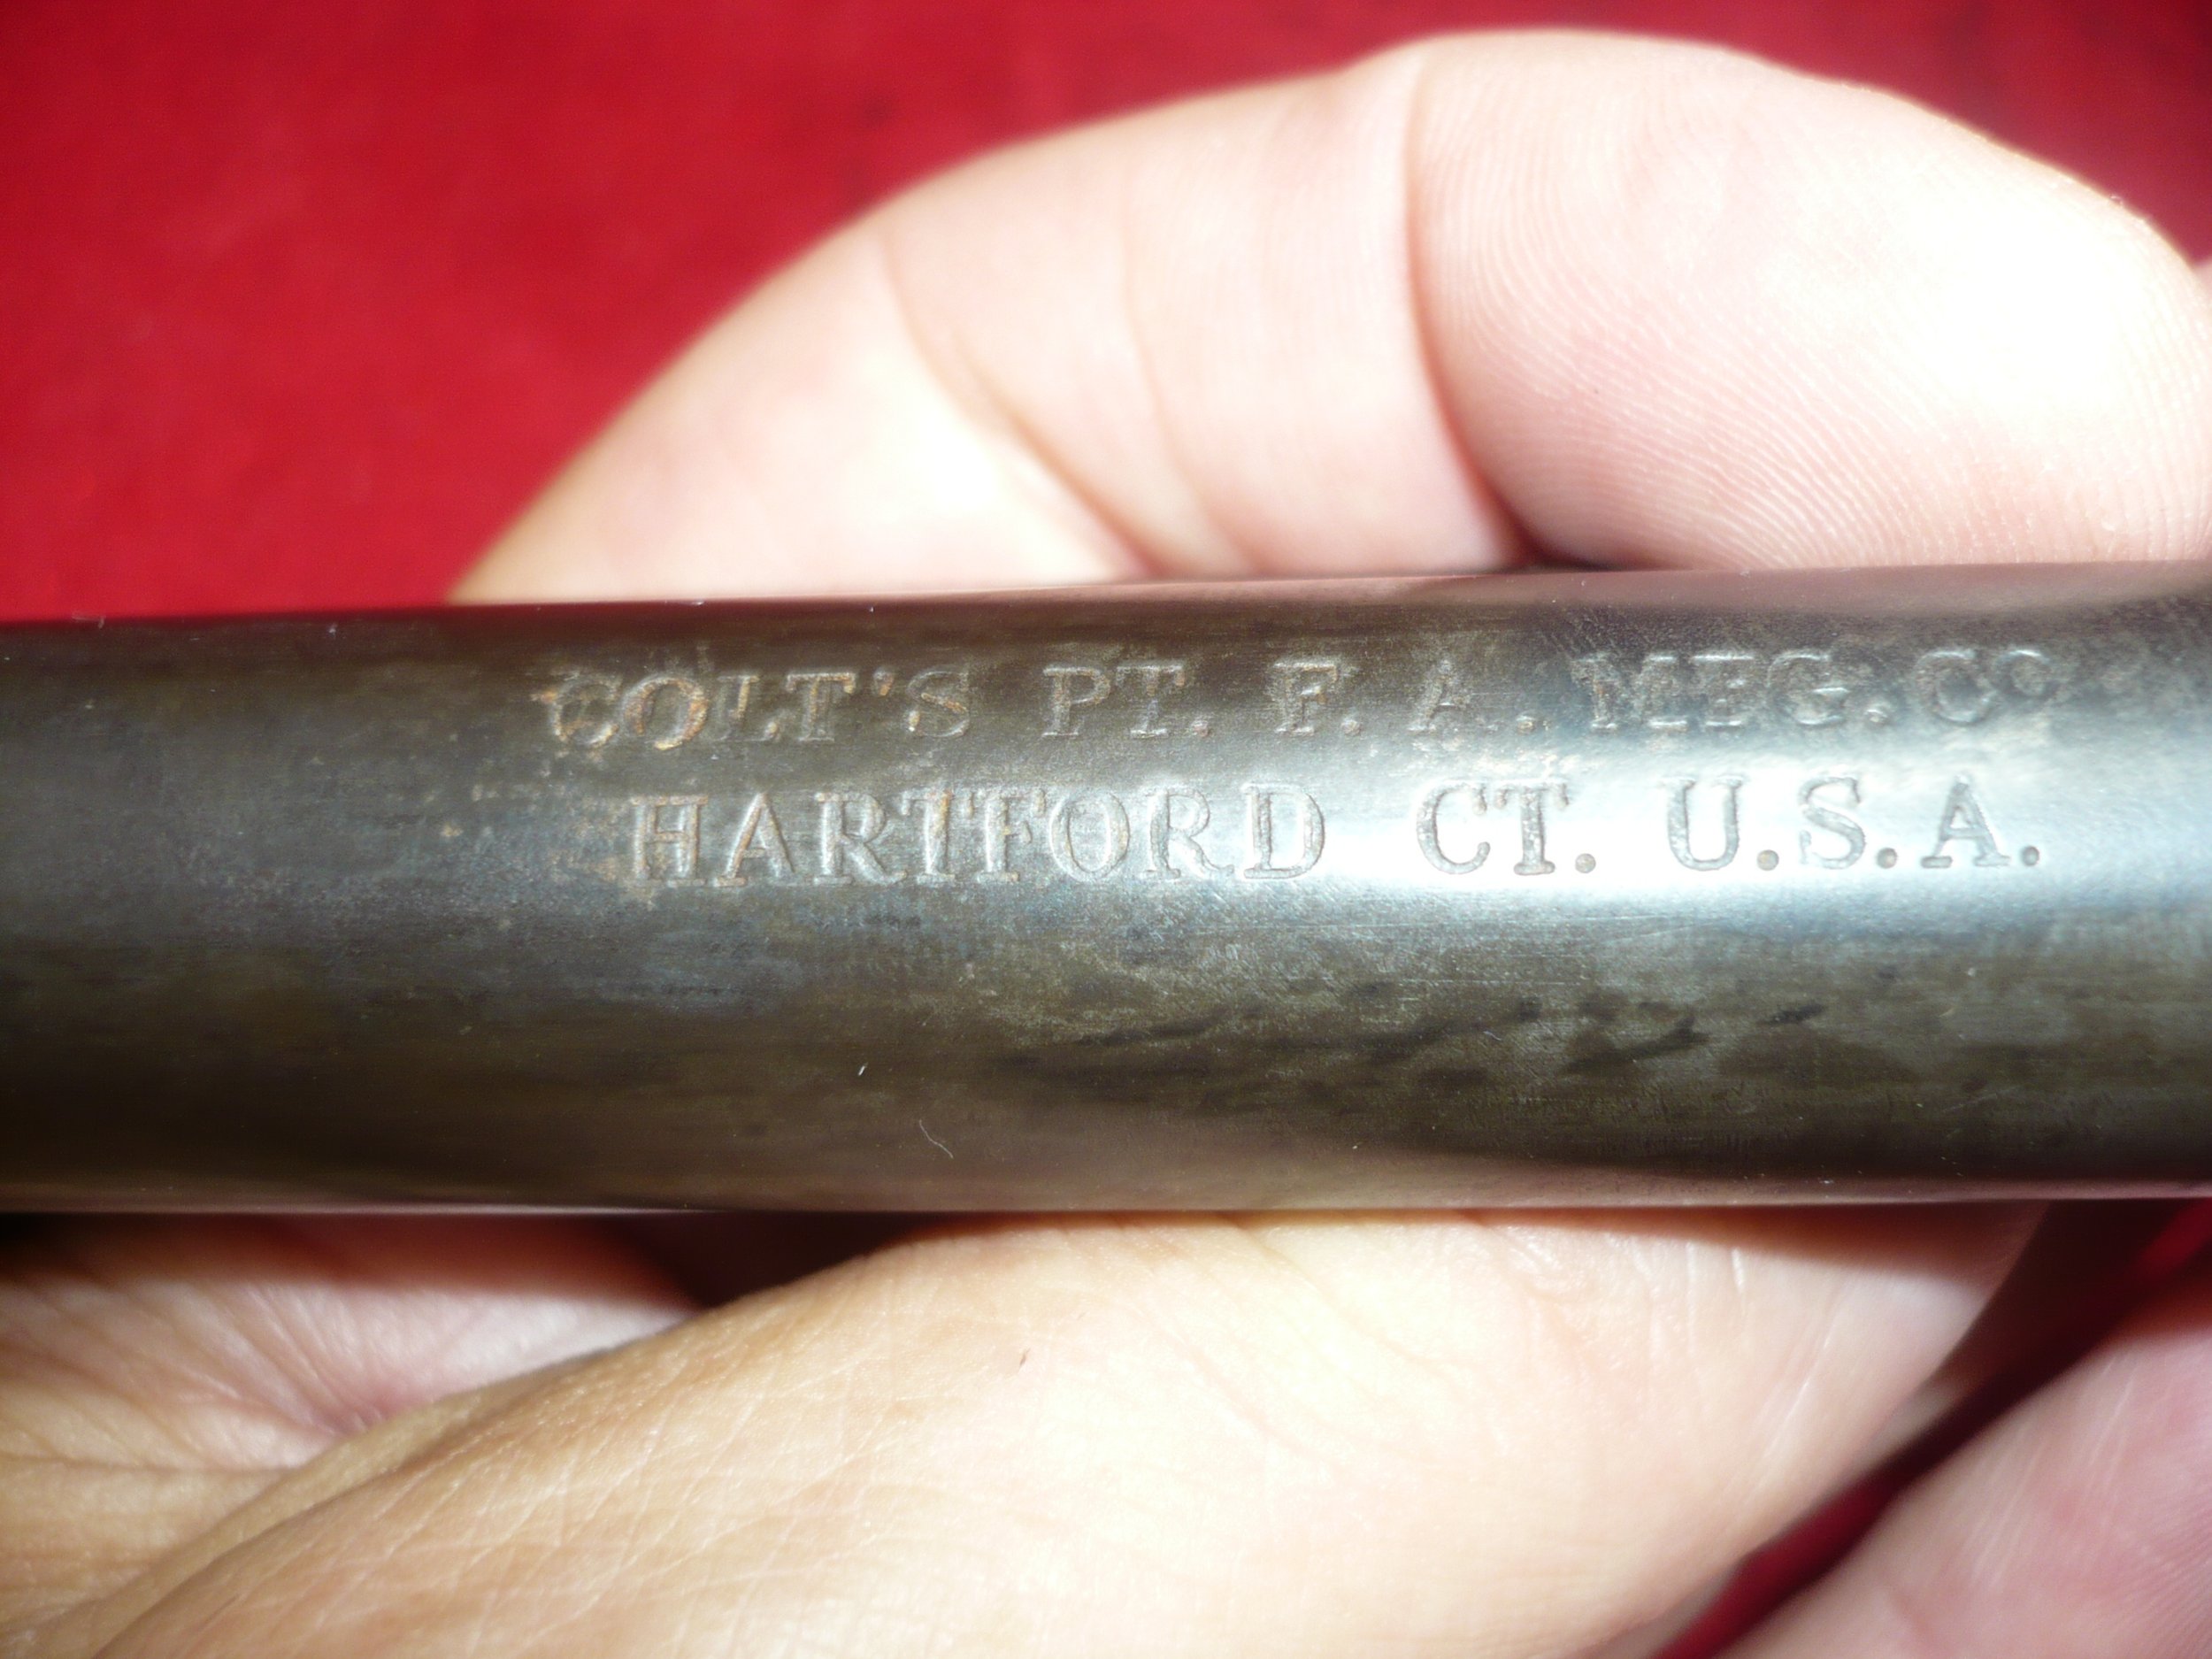 COLT'S PT. F. A. MFG. Co
HARTFORD CT. U.S.A.